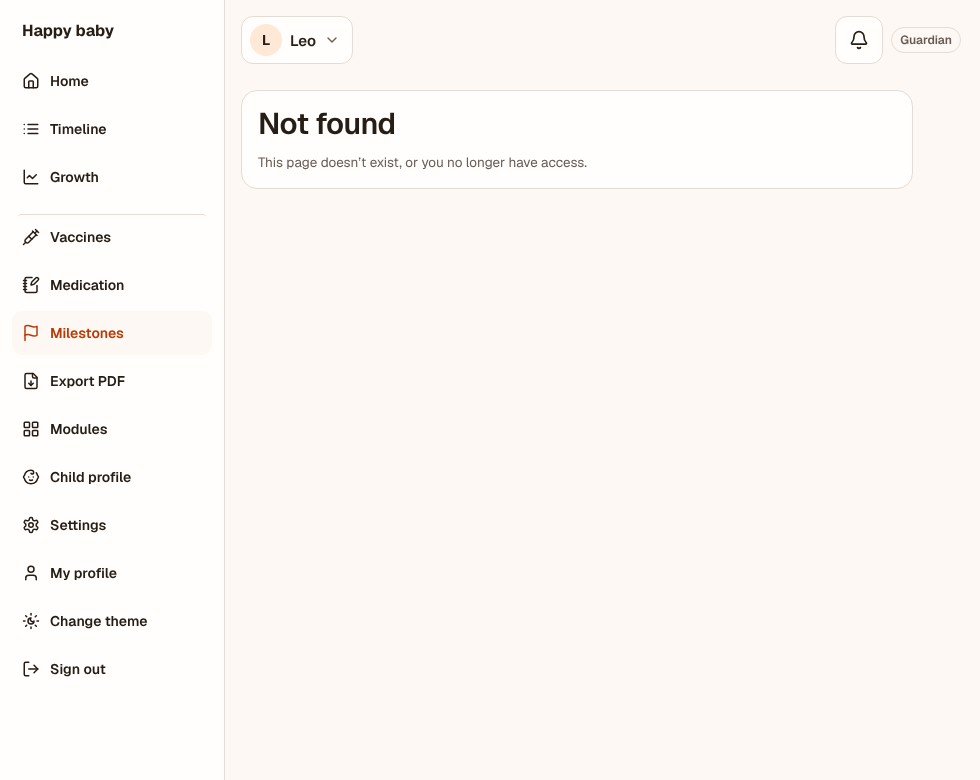 Happy baby
Home
Timeline
Growth
Vaccines
Medication
Milestones
Export PDF
Modules
Child profile
Settings
My profile
Change theme
Sign out
L Leo
Guardian
Not found
This page doesn't exist, or you no longer have access.